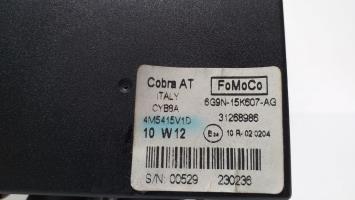 Cobra AT
FoMoCo
ITALY
6G9N-15K607-AG
CYB8A
4M5415V1D
31268986
10 W12
E24 10 R-02 0204
S/N: 00529 230236